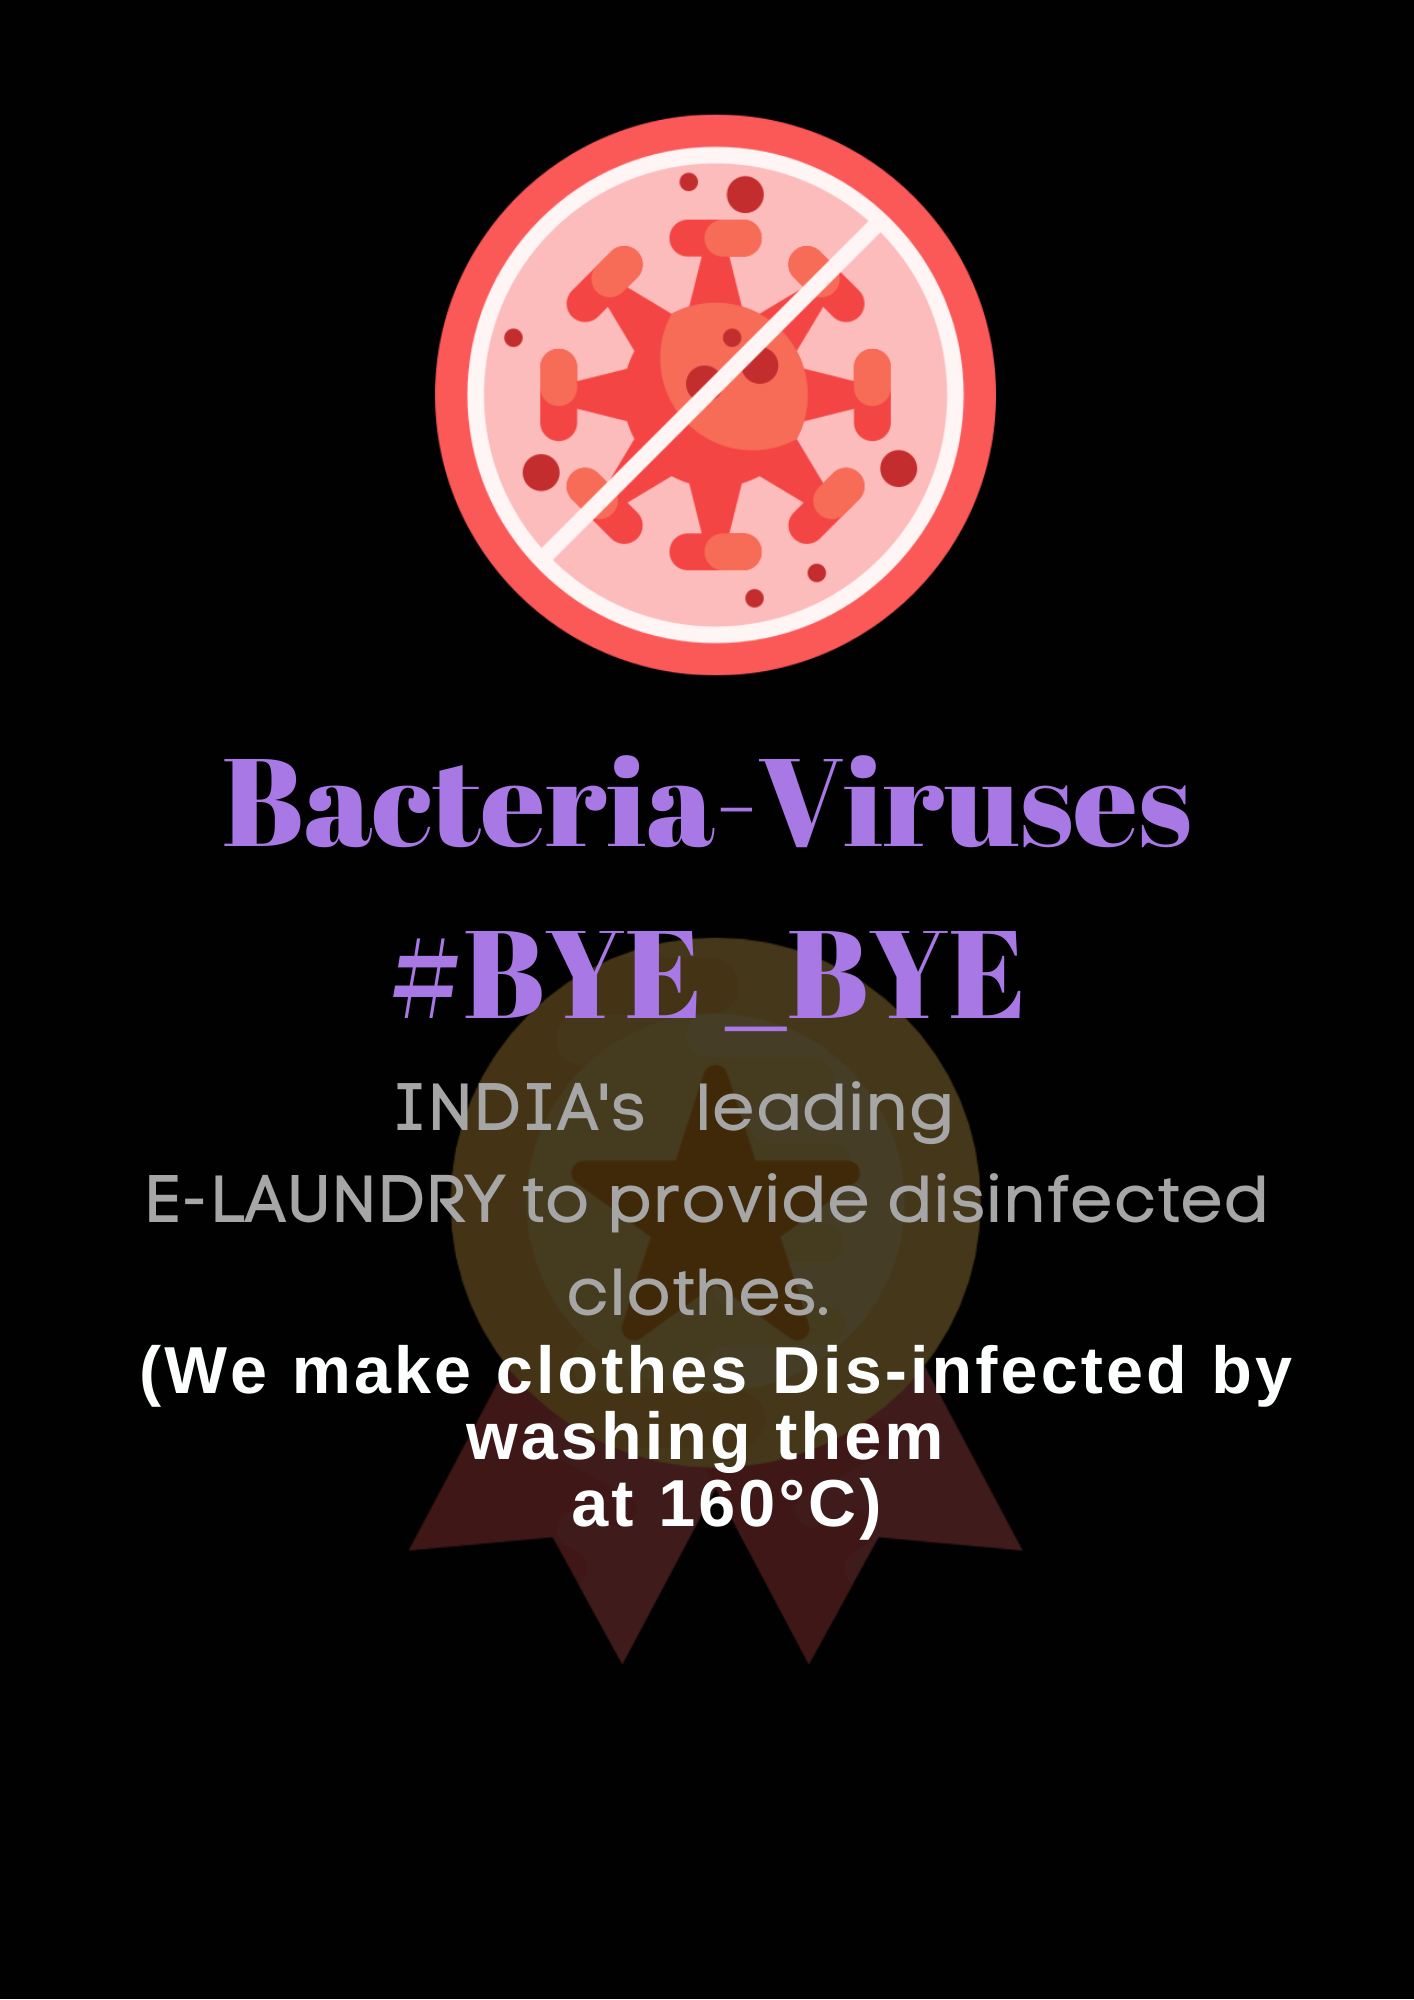 Bacteria-Viruses
#BYE_BYE
INDIA's leading
E-LAUNDRY to provide disinfected
clothes.
(We make clothes Dis-infected by
washing them
at 160°C)